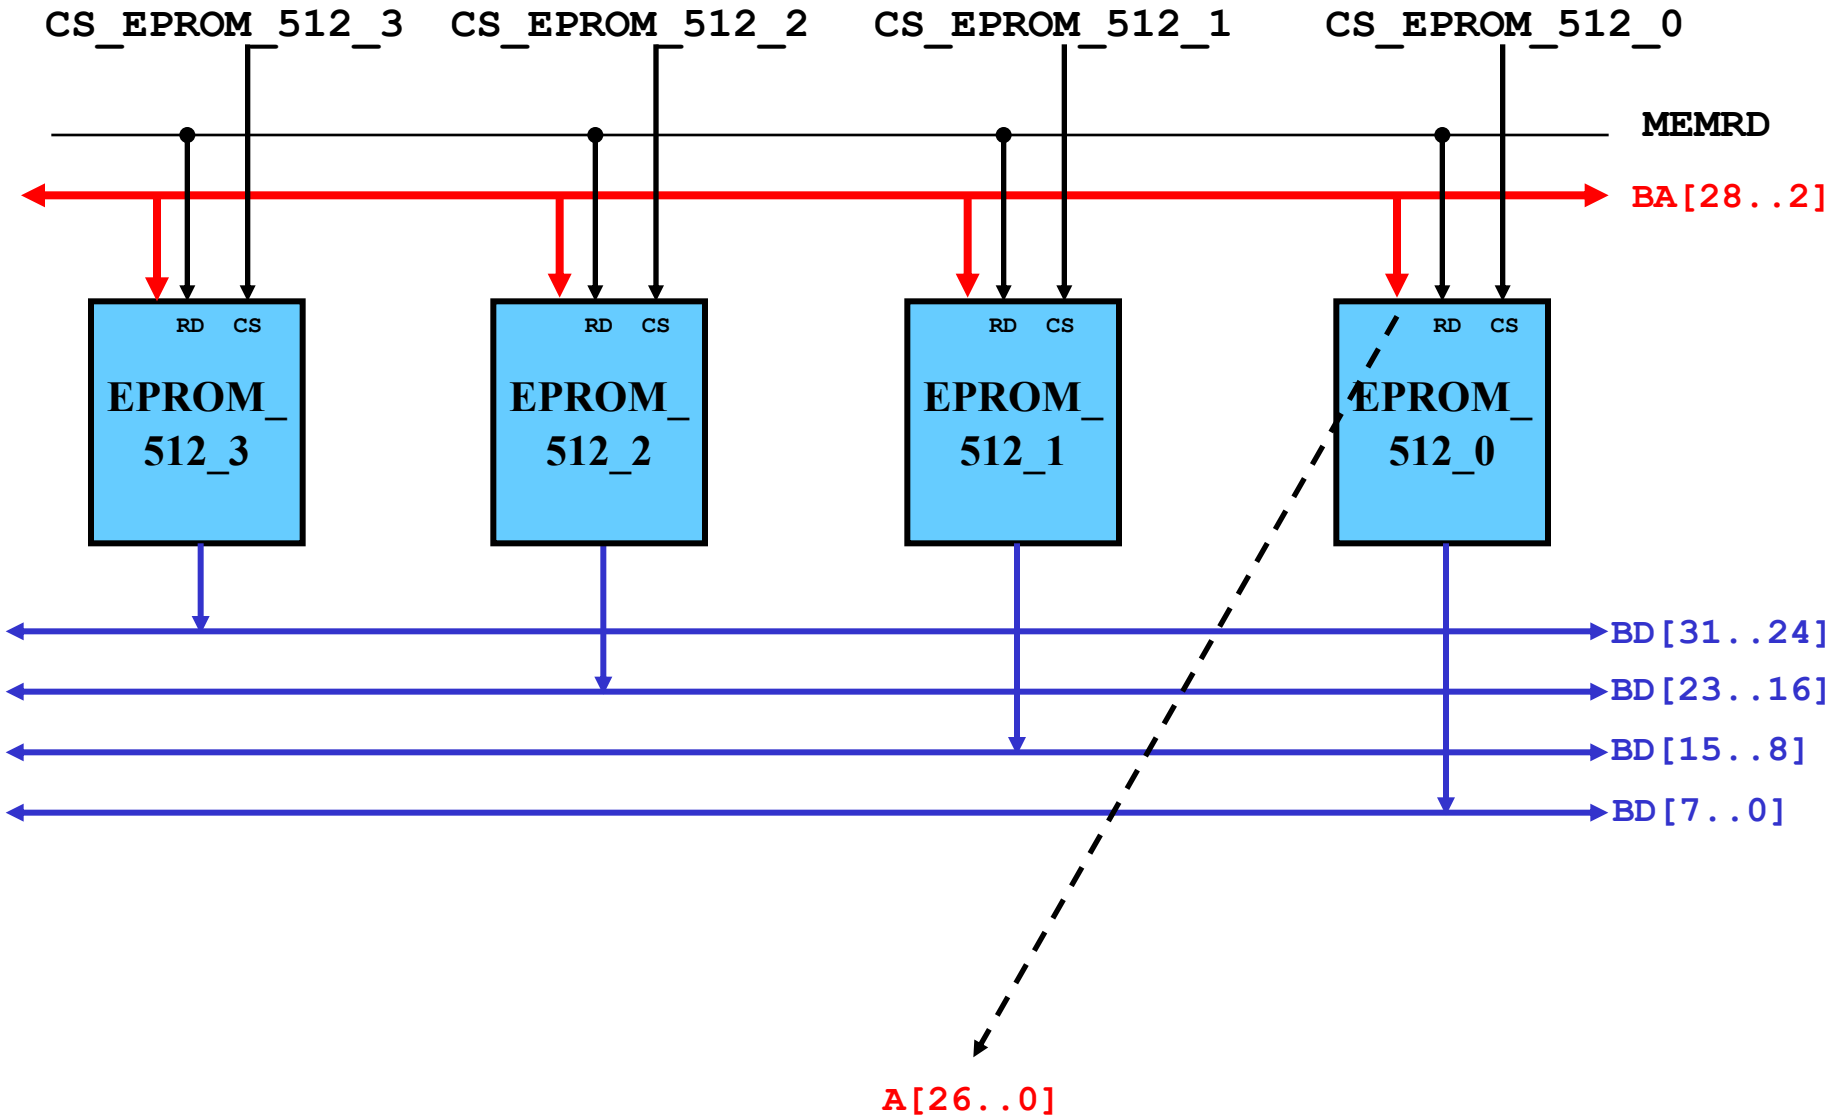 CS_EPROM_512_3 CS_EPROM_512_2 CS_EPROM_512_1 CS_EPROM_512_0
MEMRD
BA[28..2]
RD CS RD CS RD CS RD CS
EPROM_ EPROM_ EPROM_ EPROM_
512_3 512_2 512_1 512_0
BD[31..24]
BD[23..16]
BD[15..8]
BD[7..0]
A[26..0]